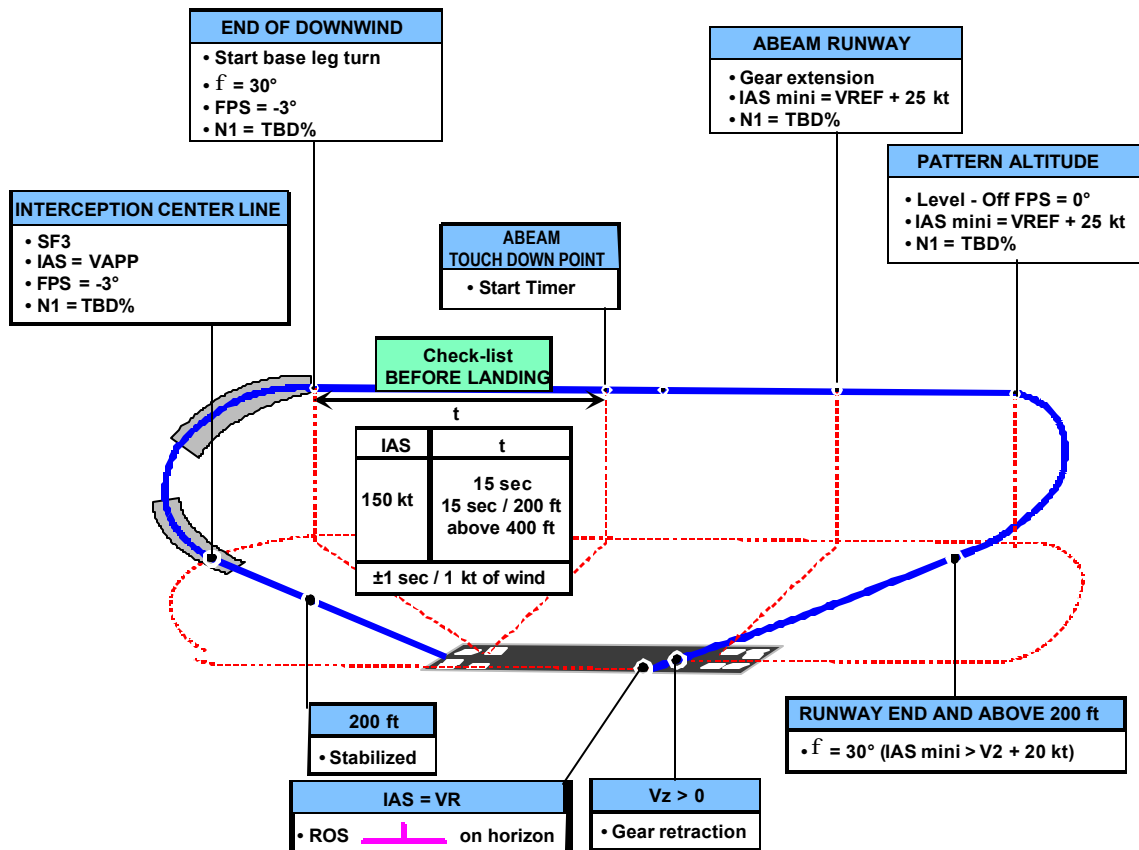 END OF DOWNWIND
• Start base leg turn
• f = 30°
• FPS = -3°
• N1 = TBD%
ABEAM RUNWAY
• Gear extension
• IAS mini = VREF + 25 kt
• N1 = TBD%
PATTERN ALTITUDE
• Level - Off FPS = 0°
• IAS mini = VREF + 25 kt
• N1 = TBD%
INTERCEPTION CENTER LINE
• SF3
• IAS = VAPP
• FPS = -3°
• N1 = TBD%
ABEAM
TOUCH DOWN POINT
• Start Timer
Check-list
BEFORE LANDING
t
IAS t
150 kt
15 sec
15 sec / 200 ft
above 400 ft
±1 sec / 1 kt of wind
200 ft
• Stabilized
RUNWAY END AND ABOVE 200 ft
• f = 30° (IAS mini > V2 + 20 kt)
IAS = VR
• ROS on horizon
Vz > 0
• Gear retraction